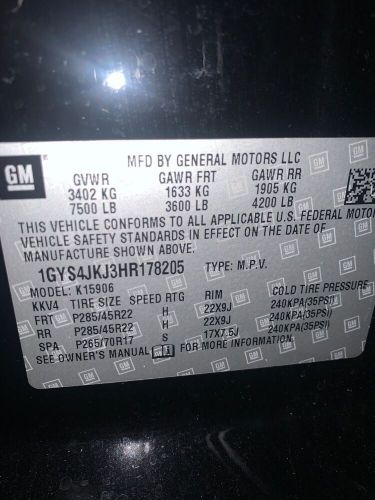 MFD BY GENERAL MOTORS LLC
GM GVWR GAWR FRT GAWR RR
3402 KG 1633 KG 1905 KG
7500 LB 3600 LB 4200 LB
THIS VEHICLE CONFORMS TO ALL APPLICABLE U.S. FEDERAL MOTOR
VEHICLE SAFETY STANDARDS IN EFFECT ON THE DATE OF
MANUFACTURE SHOWN ABOVE.
1GYS4JKJ3HR178205 TYPE: M.P.V.
MODEL: K15906
KKV4 TIRE SIZE SPEED RTG RIM COLD TIRE PRESSURE
FRT P285/45R22 H 22X9J 240KPA(35PSI)
RR P285/45R22 H 22X9J 240KPA(35PSI)
SPA P265/70R17 S 17X7.5J 240KPA(35PSI)
SEE OWNER'S MANUAL FOR MORE INFORMATION.